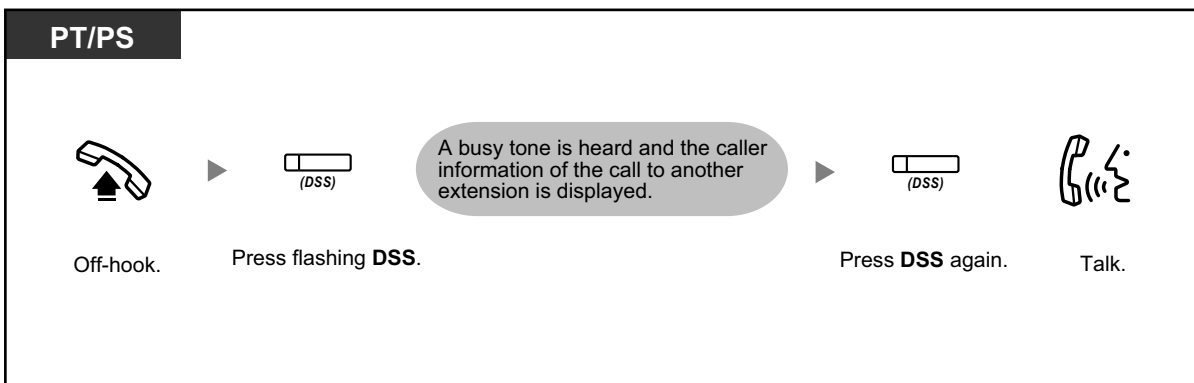 PT/PS
A busy tone is heard and the caller
information of the call to another
extension is displayed.
(DSS)
(DSS)
Off-hook.
Press flashing DSS.
Press DSS again.
Talk.